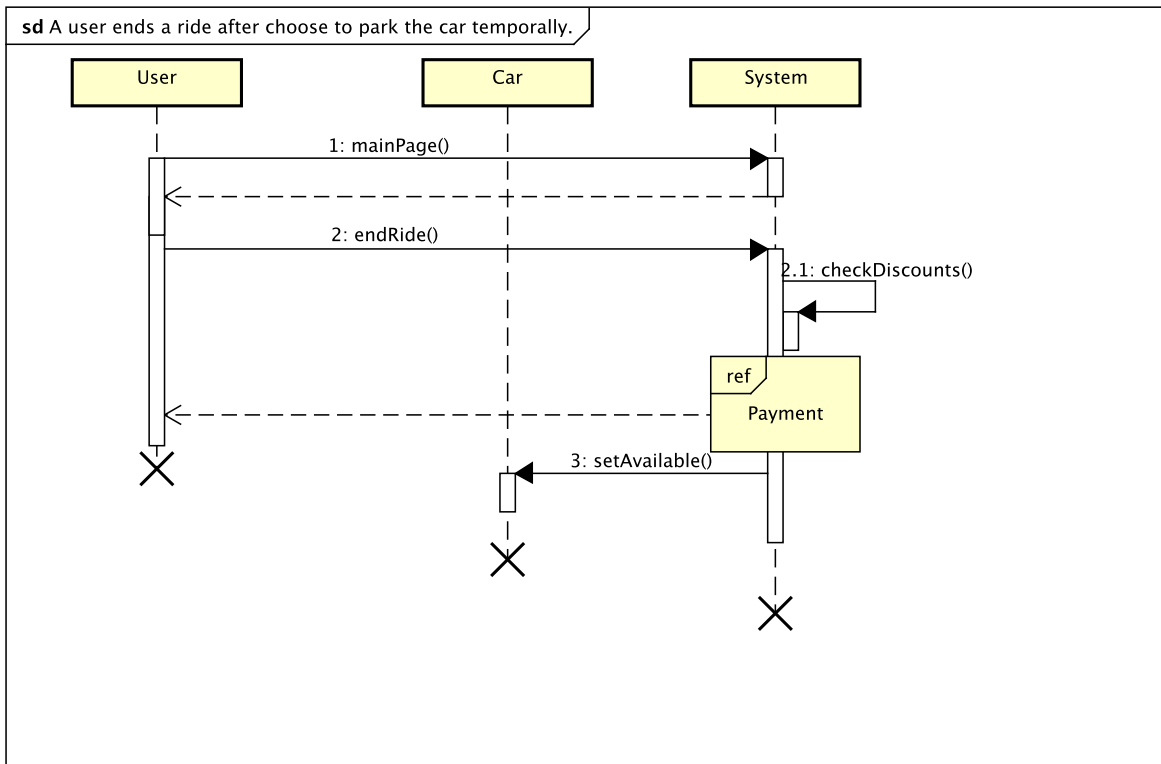 sd A user ends a ride after choose to park the car temporally.
User
Car
System
1: mainPage()
2: endRide()
2.1: checkDiscounts()
ref
Payment
3: setAvailable()